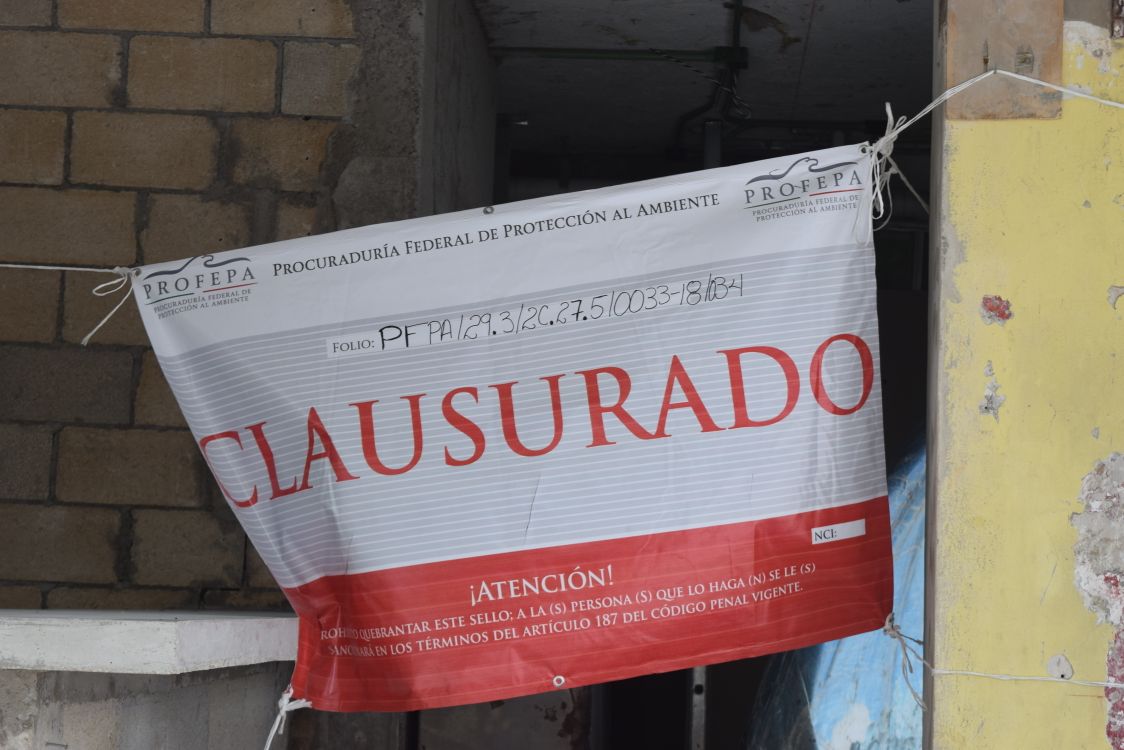 PROFEPA
PROCURADURÍA FEDERAL DE
PROTECCIÓN AL AMBIENTE
PROCURADURÍA FEDERAL DE PROTECCIÓN AL AMBIENTE
PROFEPA
PROCURADURÍA FEDERAL
DE PROTECCIÓN AL AMBIENTE
FOLIO: PFPA/29.3/2C.27.5/0033-18/034
CLAUSURADO
NCI:
¡ATENCIÓN!
QUEBRANTAR ESTE SELLO; A LA (S) PERSONA (S) QUE LO HAGA (N) SE LE (S)
EN LOS TÉRMINOS DEL ARTÍCULO 187 DEL CÓDIGO PENAL VIGENTE.